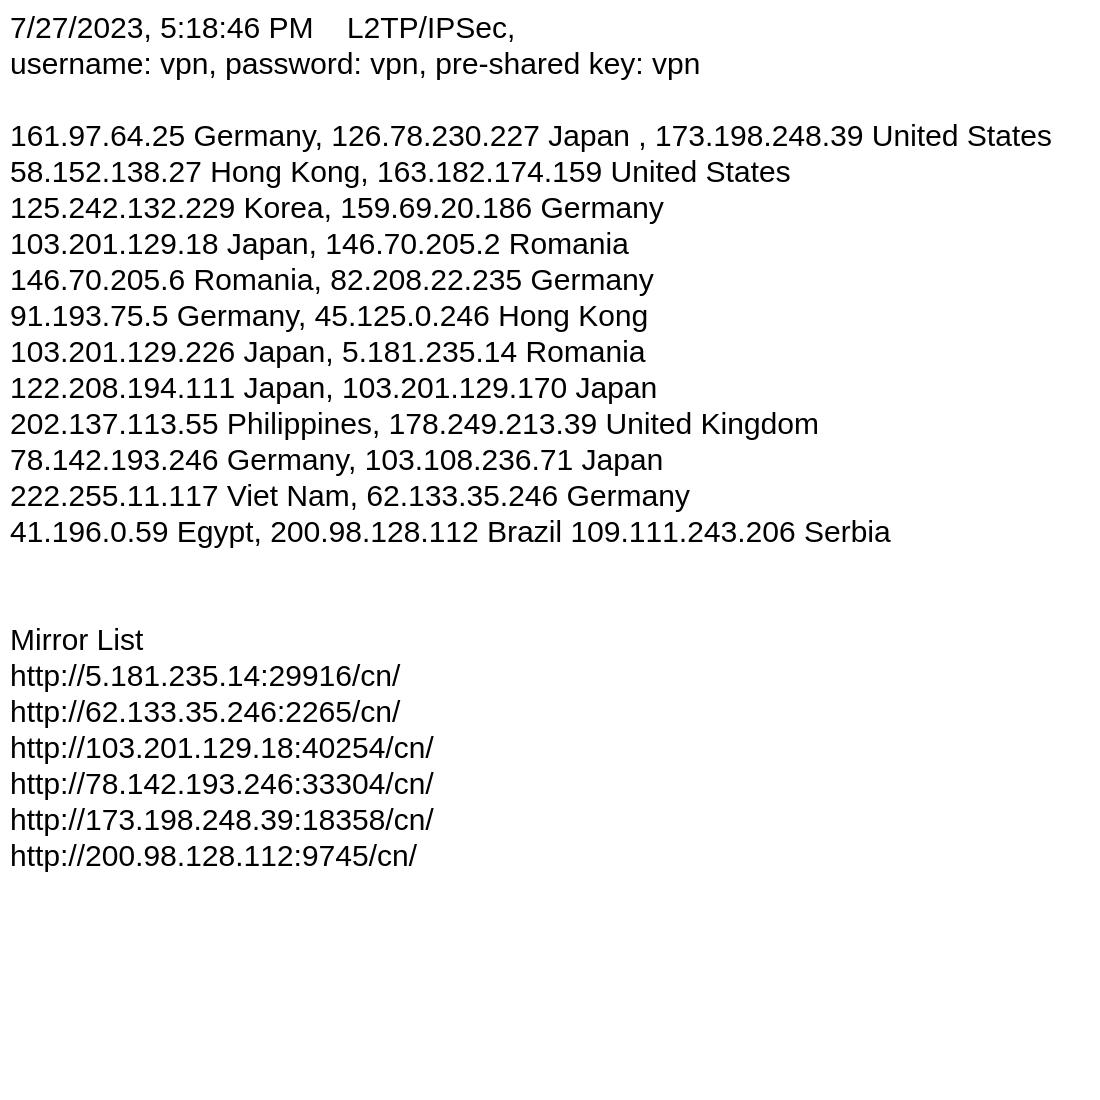 7/27/2023, 5:18:46 PM    L2TP/IPSec,
username: vpn, password: vpn, pre-shared key: vpn
161.97.64.25 Germany, 126.78.230.227 Japan , 173.198.248.39 United States
58.152.138.27 Hong Kong, 163.182.174.159 United States
125.242.132.229 Korea, 159.69.20.186 Germany
103.201.129.18 Japan, 146.70.205.2 Romania
146.70.205.6 Romania, 82.208.22.235 Germany
91.193.75.5 Germany, 45.125.0.246 Hong Kong
103.201.129.226 Japan, 5.181.235.14 Romania
122.208.194.111 Japan, 103.201.129.170 Japan
202.137.113.55 Philippines, 178.249.213.39 United Kingdom
78.142.193.246 Germany, 103.108.236.71 Japan
222.255.11.117 Viet Nam, 62.133.35.246 Germany
41.196.0.59 Egypt, 200.98.128.112 Brazil 109.111.243.206 Serbia
Mirror List
http://5.181.235.14:29916/cn/
http://62.133.35.246:2265/cn/
http://103.201.129.18:40254/cn/
http://78.142.193.246:33304/cn/
http://173.198.248.39:18358/cn/
http://200.98.128.112:9745/cn/